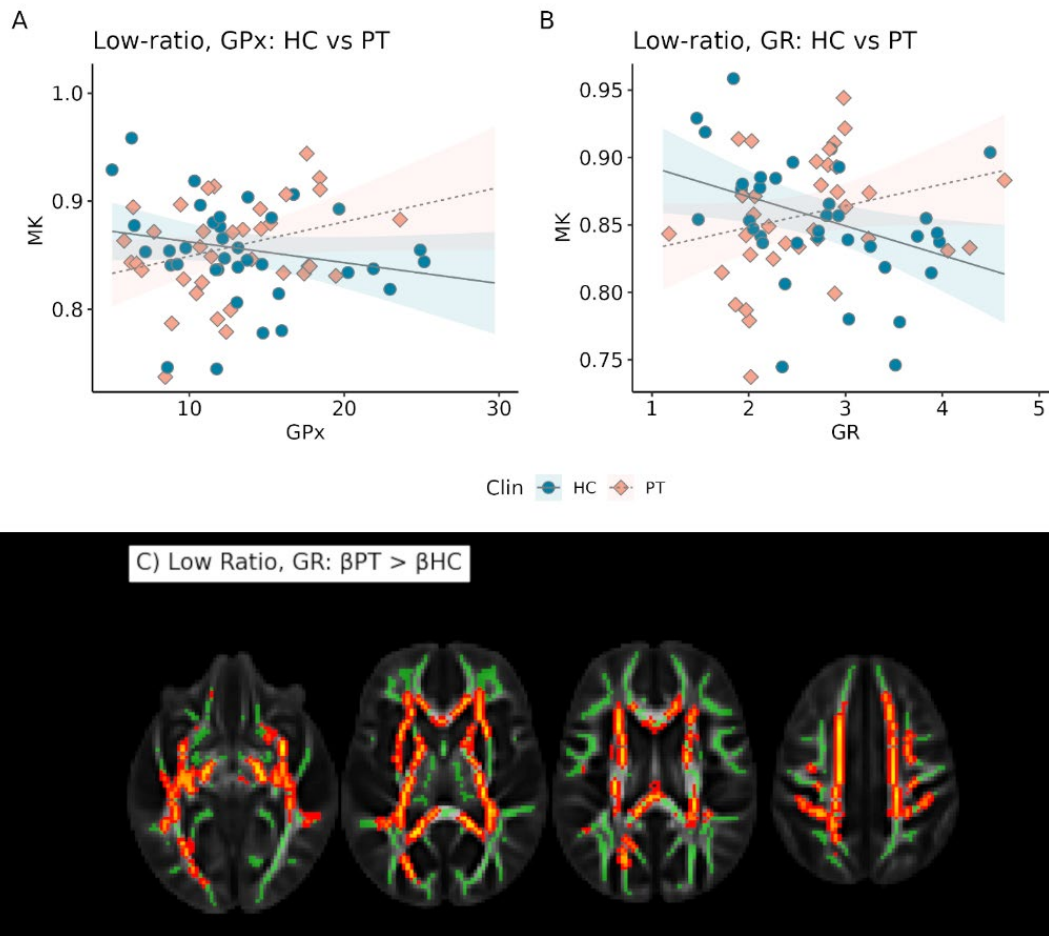 A
Low-ratio, GPx: HC vs PT
1.0
0.9
0.8
MK
10
20
30
GPx
B
Low-ratio, GR: HC vs PT
0.95
0.90
0.85
0.80
0.75
MK
1
2
3
4
5
GR
Clin HC PT
C) Low Ratio, GR: βPT > βHC